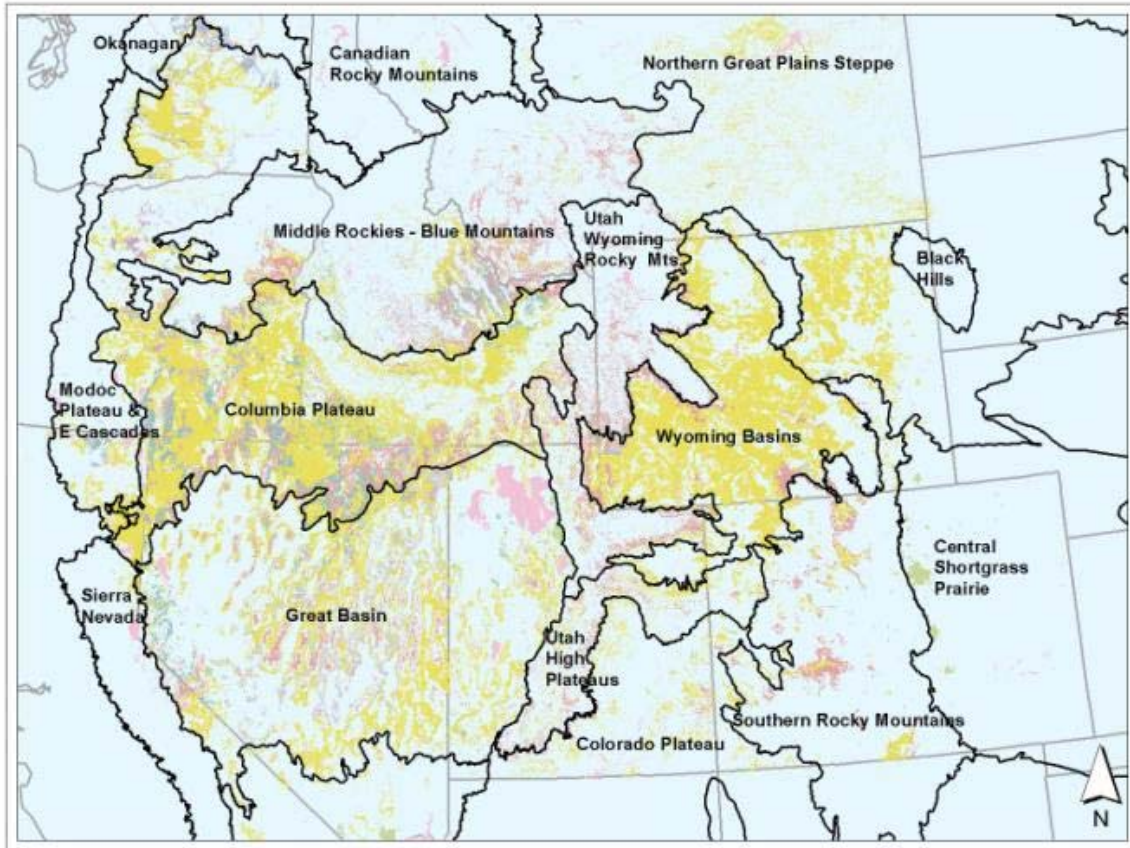 Okanagan
Canadian
Rocky Mountains
Northern Great Plains Steppe
Middle Rockies - Blue Mountains
Utah
Wyoming
Rocky Mts
Black
Hills
Modoc
Plateau &
E Cascades
Columbia Plateau
Wyoming Basins
Sierra
Nevada
Great Basin
Utah
High
Plateaus
Central
Shortgrass
Prairie
Southern Rocky Mountains
Colorado Plateau
N